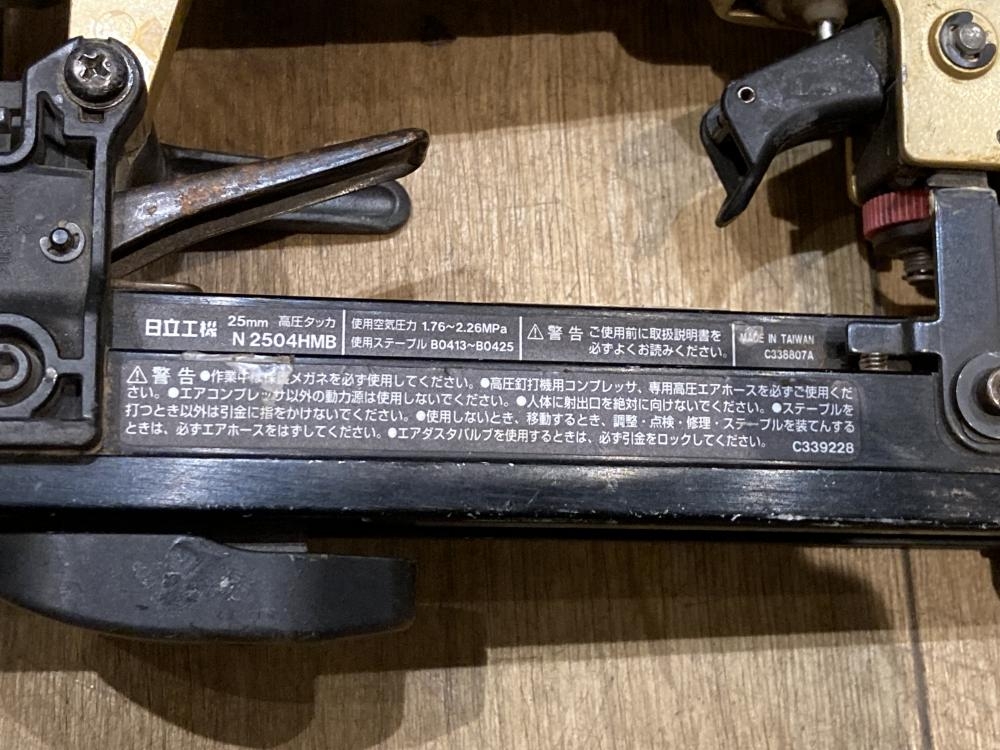 日立工機
25mm 高圧タッカ
N 2504HMB
使用空気圧力 1.76～2.26MPa
使用ステープル B0413～B0425
⚠警告 ご使用前に取扱説明書を
必ずよくお読みください。
MADE IN TAIWAN
C338807A
⚠警告 ●作業中は保護メガネを必ず使用してください。●高圧釘打機用コンプレッサ、専用高圧エアホースを必ずご使用くだ
さい。●エアコンプレッサ以外の動力源は使用しないでください。●人体に射出口を絶対に向けないでください。●ステープルを
打つとき以外は引金に指をかけないでください。●使用しないとき、移動するとき、調整・点検・修理・ステープルを装てんする
ときは、必ずエアホースをはずしてください。●エアダスタバルブを使用するときは、必ず引金をロックしてください。
C339228